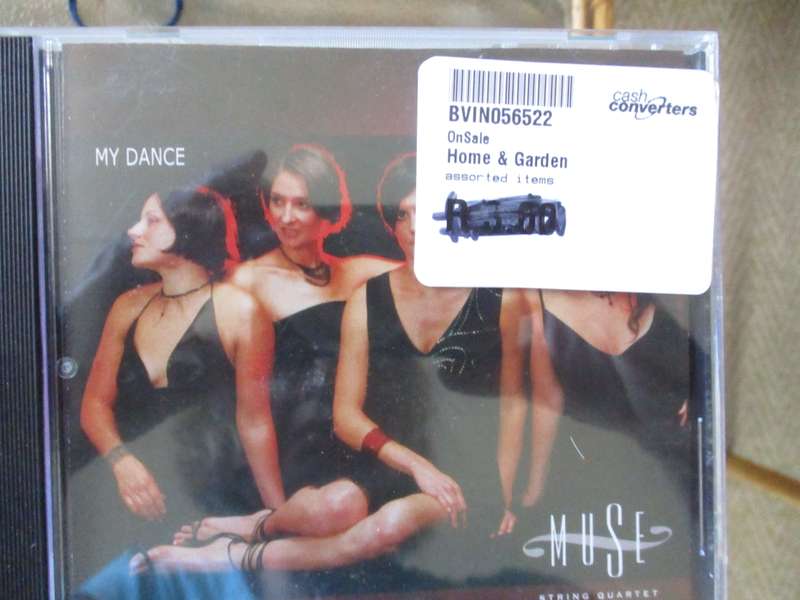 MY DANCE
BVIN056522
cash
converters
OnSale
Home & Garden
assorted items
MUSE
STRING QUARTET